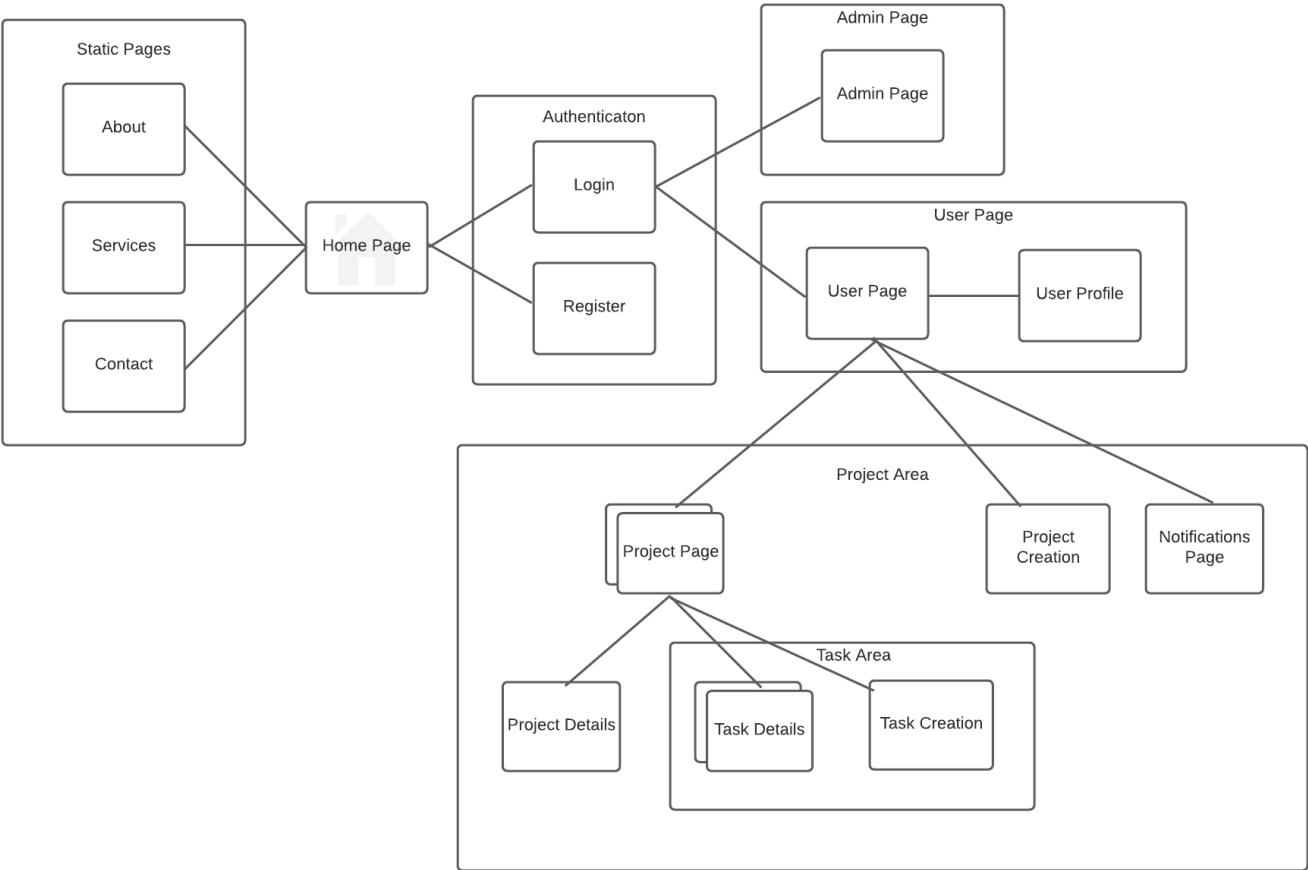 Static Pages
About
Services
Contact
Home Page
Authenticaton
Login
Register
Admin Page
Admin Page
User Page
User Page
User Profile
Project Area
Project Page
Project
Creation
Notifications
Page
Project Details
Task Area
Task Details
Task Creation